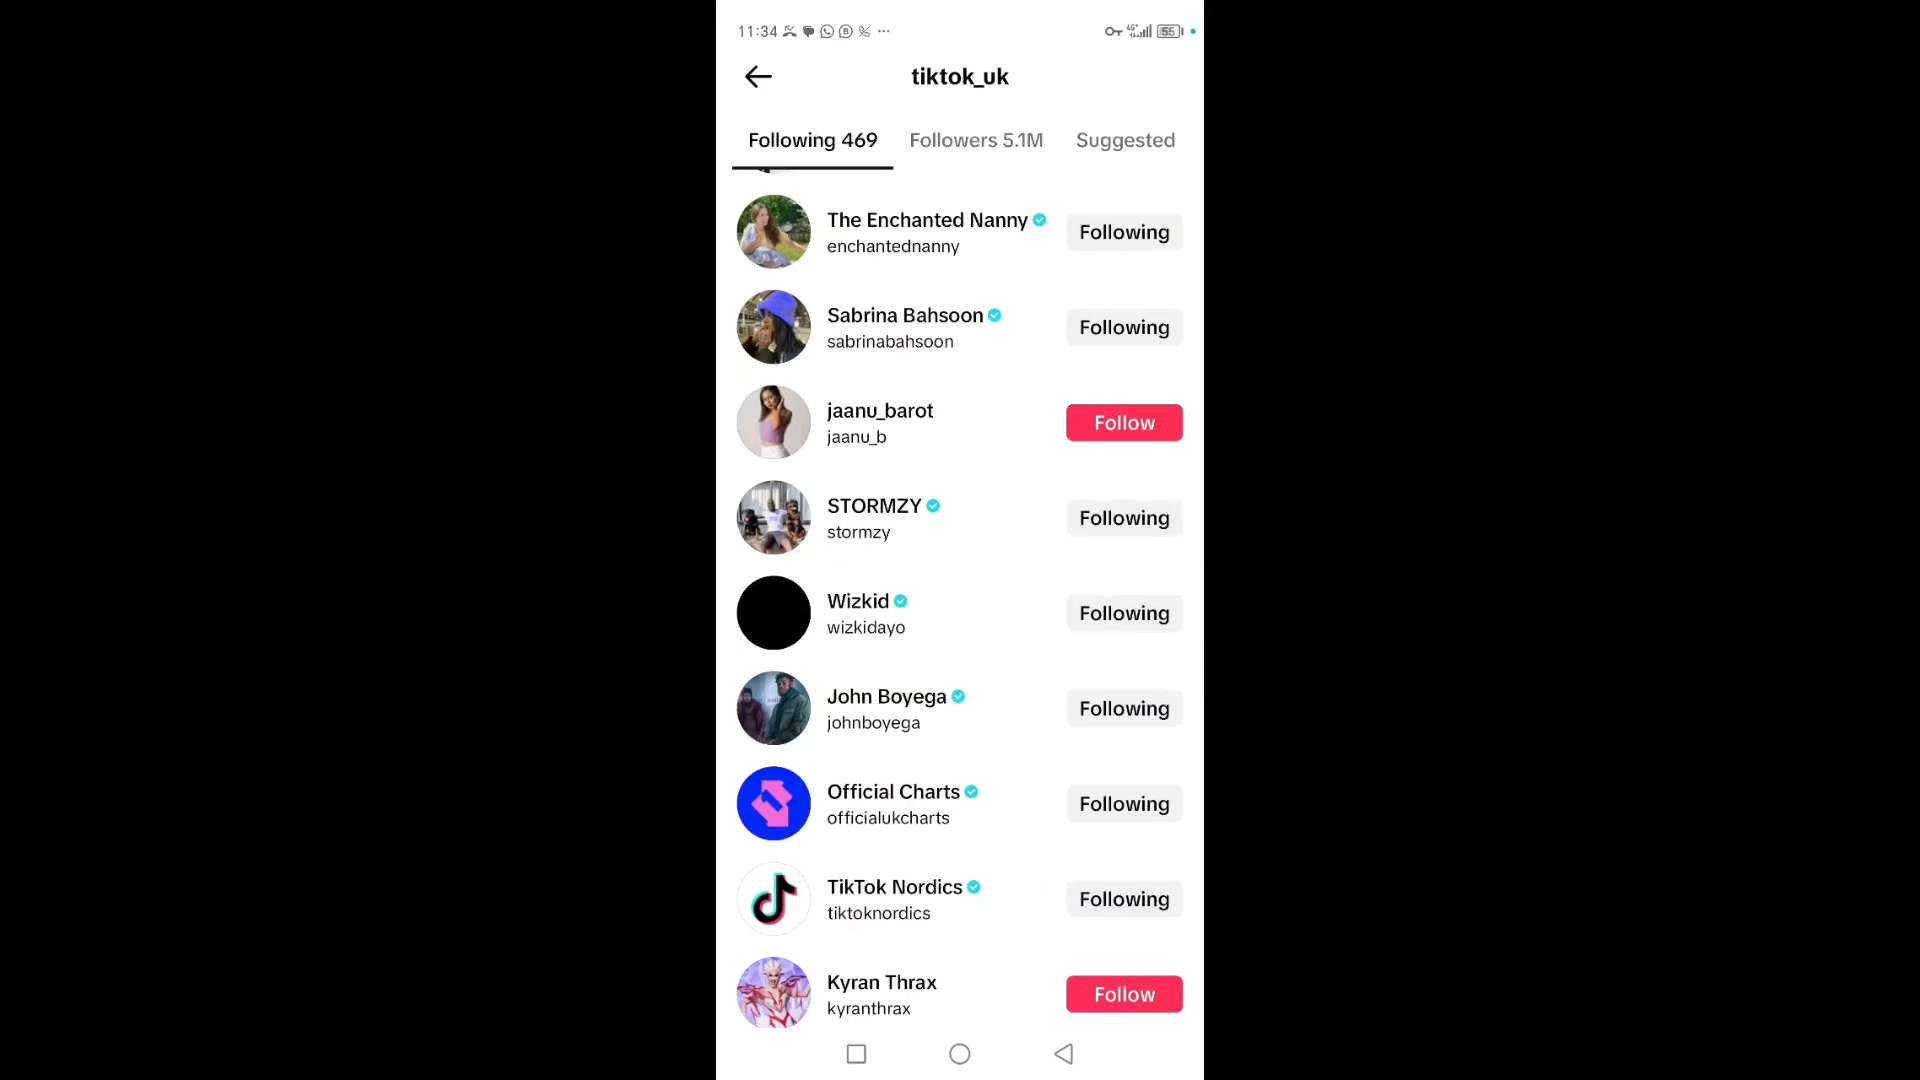 11:34
55
tiktok_uk
Following 469 Followers 5.1M Suggested
The Enchanted Nanny
enchantednanny
Following
Sabrina Bahsoon
sabrinabahsoon
Following
jaanu_barot
jaanu_b
Follow
STORMZY
stormzy
Following
Wizkid
wizkidayo
Following
John Boyega
johnboyega
Following
Official Charts
officialukcharts
Following
TikTok Nordics
tiktoknordics
Following
Kyran Thrax
kyranthrax
Follow